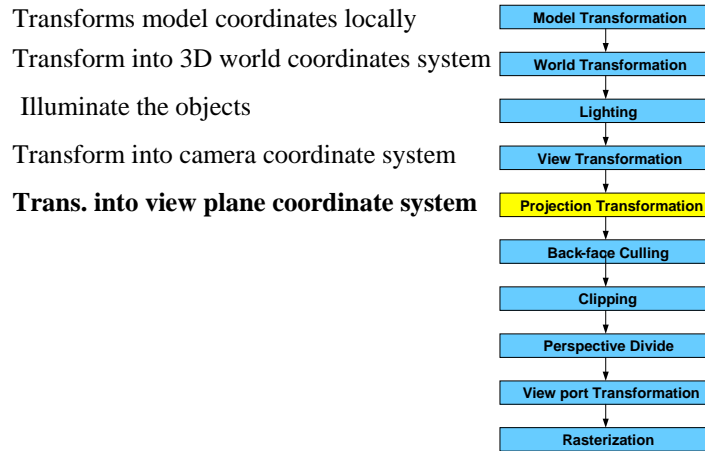 Transforms model coordinates locally
Model Transformation
Transform into 3D world coordinates system
World Transformation
Illuminate the objects
Lighting
Transform into camera coordinate system
View Transformation
Trans. into view plane coordinate system
Projection Transformation
Back-face Culling
Clipping
Perspective Divide
View port Transformation
Rasterization